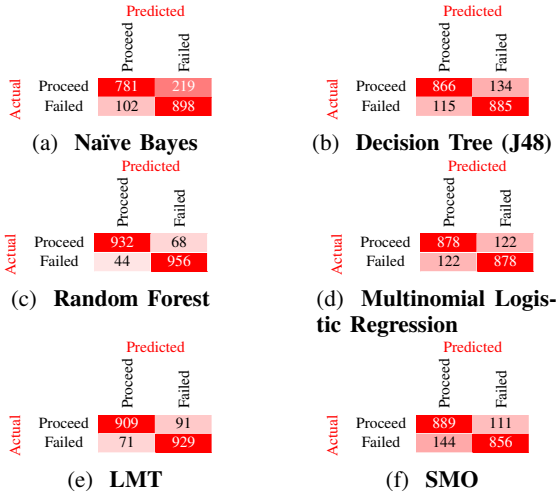 Predicted
Proceed
Failed
Actual
Proceed 781 219
Failed 102 898
(a) Naïve Bayes
Predicted
Proceed
Failed
Actual
Proceed 866 134
Failed 115 885
(b) Decision Tree (J48)
Predicted
Proceed
Failed
Actual
Proceed 932 68
Failed 44 956
(c) Random Forest
Predicted
Proceed
Failed
Actual
Proceed 878 122
Failed 122 878
(d) Multinomial Logis-
tic Regression
Predicted
Proceed
Failed
Actual
Proceed 909 91
Failed 71 929
(e) LMT
Predicted
Proceed
Failed
Actual
Proceed 889 111
Failed 144 856
(f) SMO